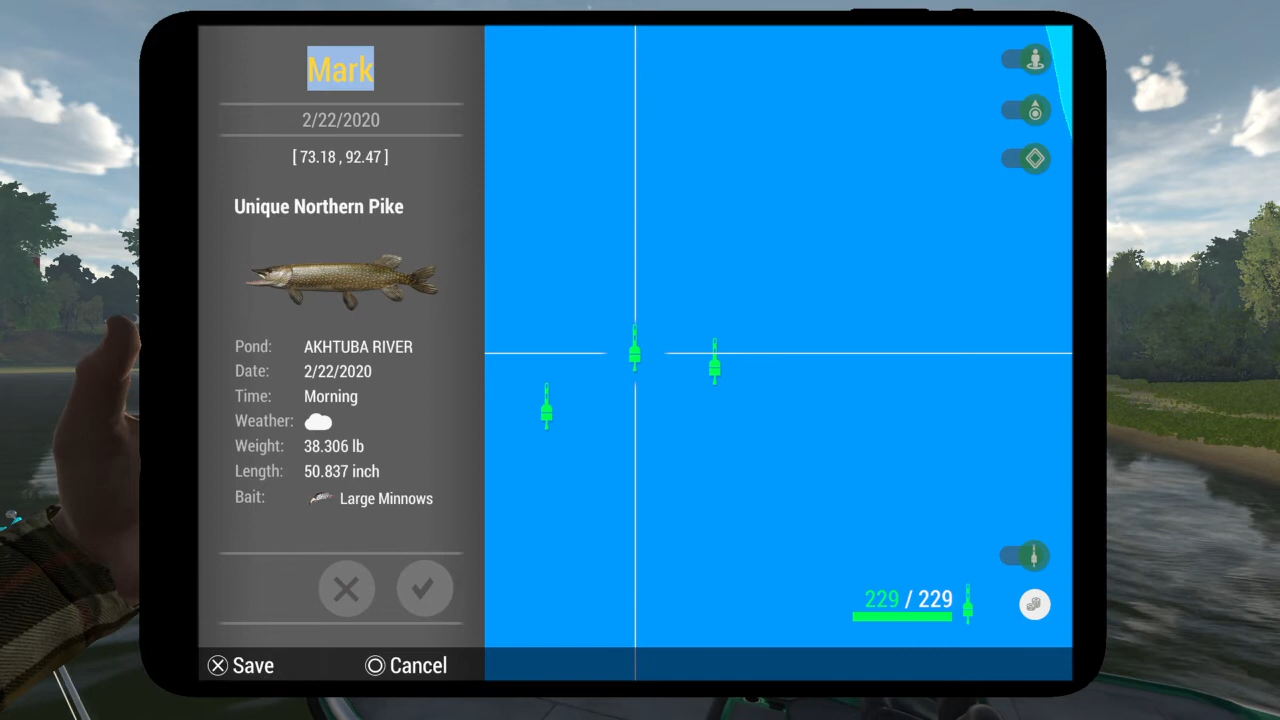 Mark
2/22/2020
[ 73.18 , 92.47 ]
Unique Northern Pike
Pond: AKHTUBA RIVER
Date: 2/22/2020
Time: Morning
Weather:
Weight: 38.306 lb
Length: 50.837 inch
Bait: Large Minnows
229 / 229
Save
Cancel